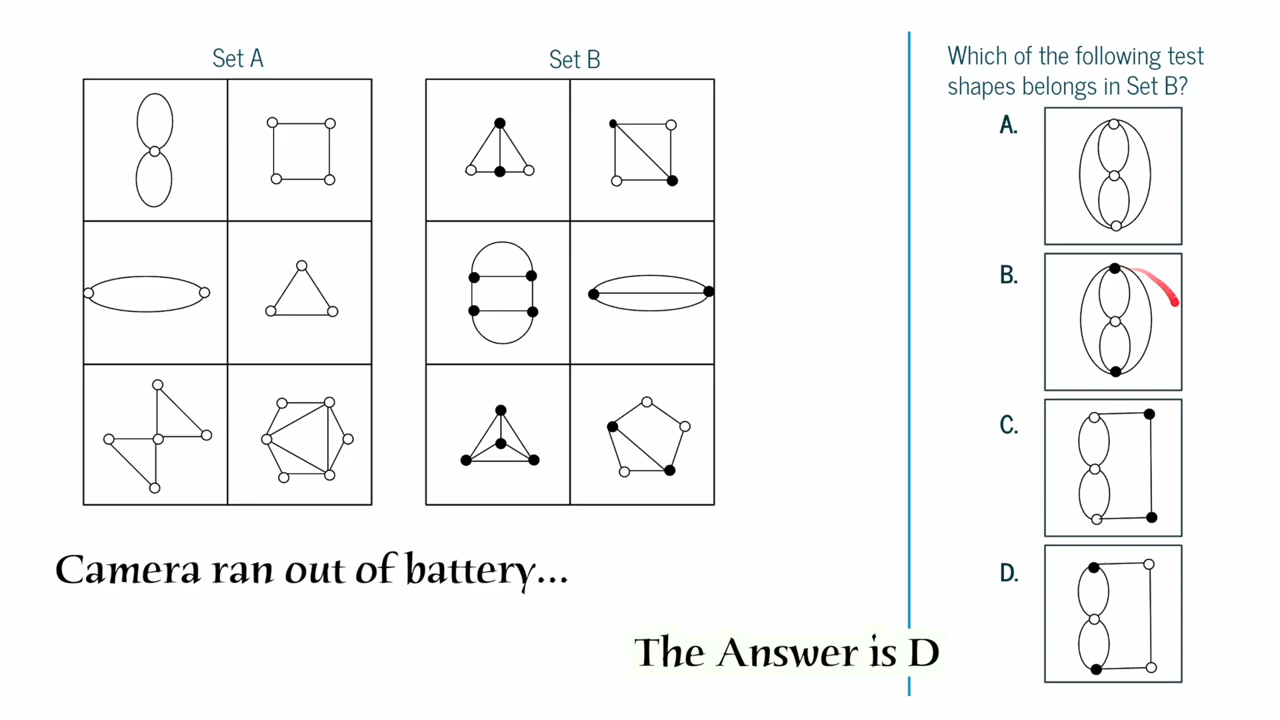 Set A
Set B
Which of the following test
shapes belongs in Set B?
A.
B.
C.
D.
Camera ran out of battery...
The Answer is D